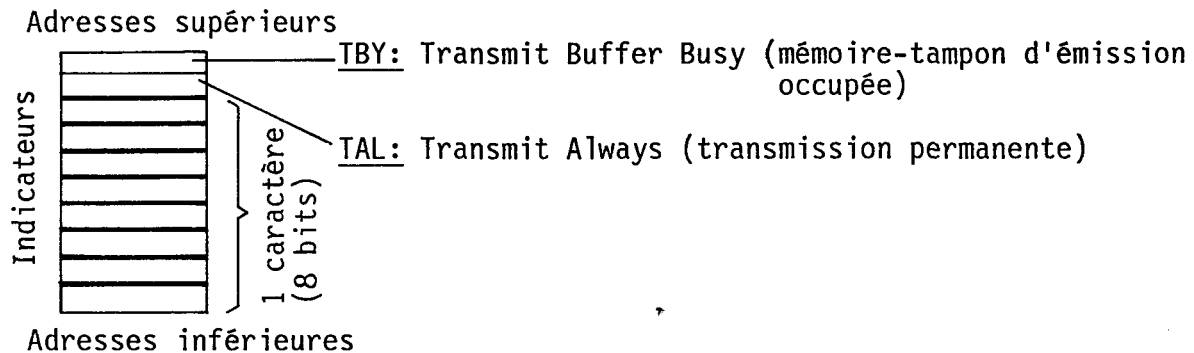 Adresses supérieurs
TBY: Transmit Buffer Busy (mémoire-tampon d'émission
occupée)
Indicateurs
1 caractère
(8 bits)
TAL: Transmit Always (transmission permanente)
Adresses inférieures